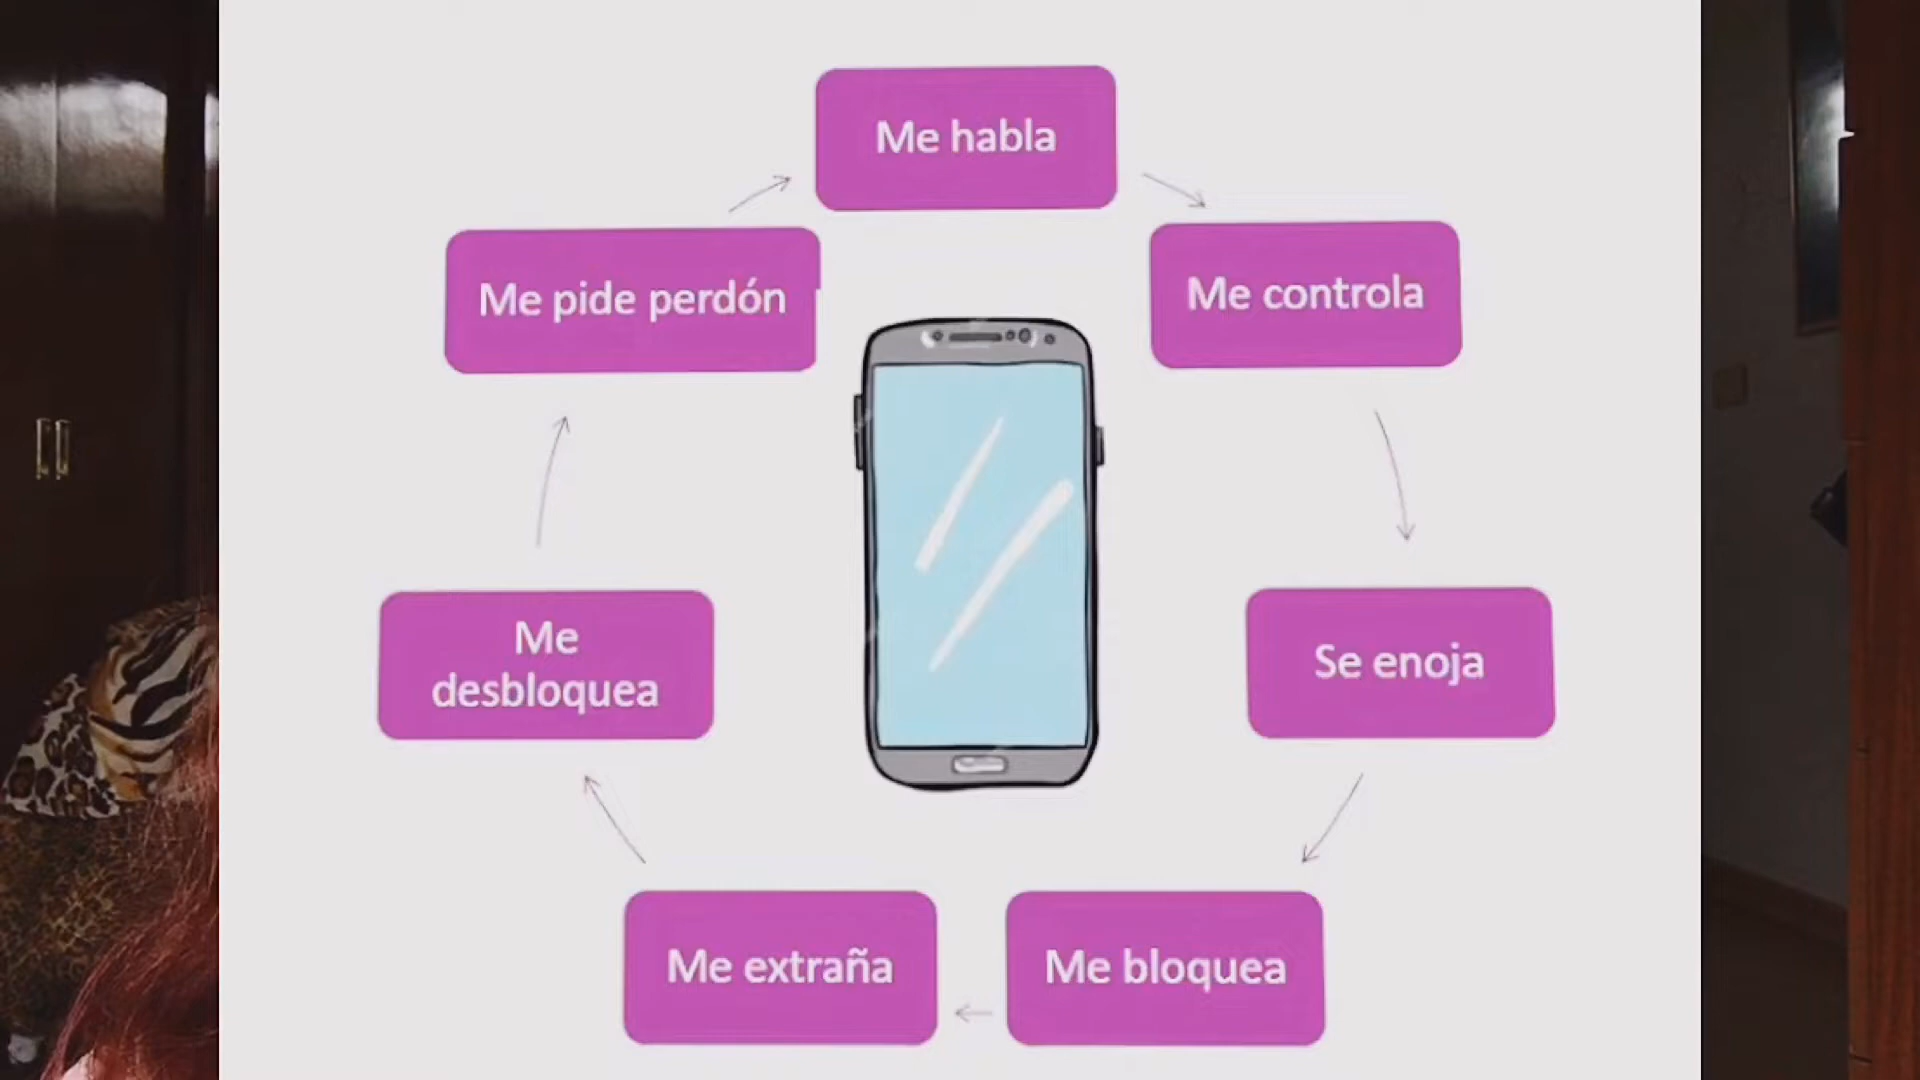 Me habla
Me controla
Se enoja
Me bloquea
Me extraña
Me
desbloquea
Me pide perdón